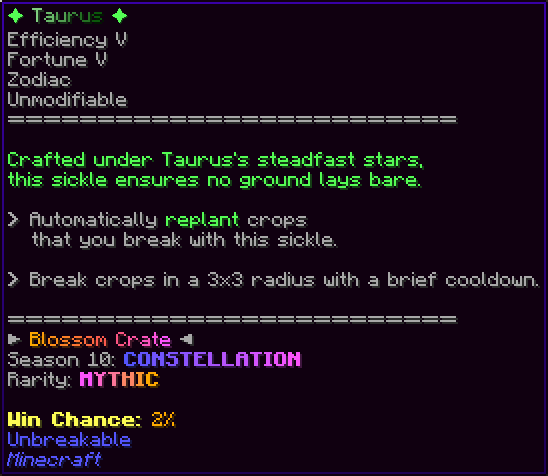 ✦ Taurus ✦
Efficiency V
Fortune V
Zodiac
Unmodifiable
=========================
Crafted under Taurus's steadfast stars,
this sickle ensures no ground lays bare.
> Automatically replant crops
that you break with this sickle.
> Break crops in a 3x3 radius with a brief cooldown.
=========================
► Blossom Crate ◄
Season 10: CONSTELLATION
Rarity: MYTHIC
Win Chance: 2%
Unbreakable
Minecraft